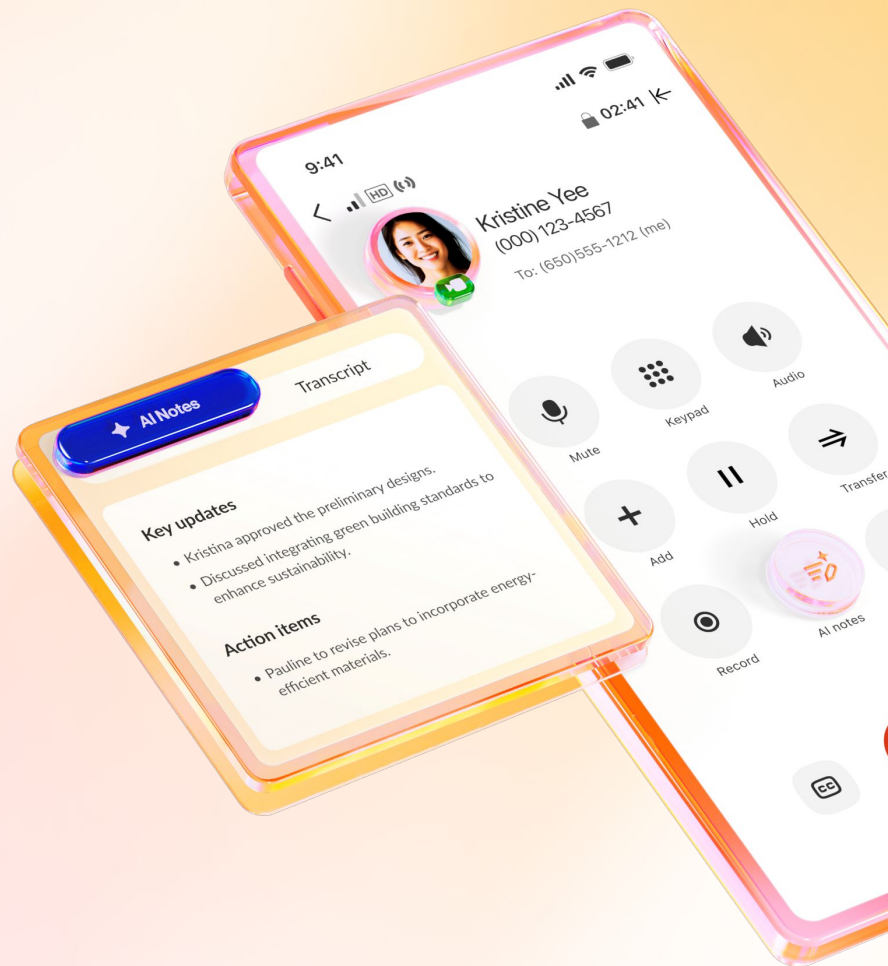 9:41
02:41
HD
Kristine Yee
(000) 123-4567
To: (650)555-1212 (me)
Mute
Keypad
Audio
Add
Hold
Transfer
Record
AI notes
CC
AI Notes
Transcript
Key updates
• Kristina approved the preliminary designs.
• Discussed integrating green building standards to
enhance sustainability.
Action items
• Pauline to revise plans to incorporate energy-
efficient materials.